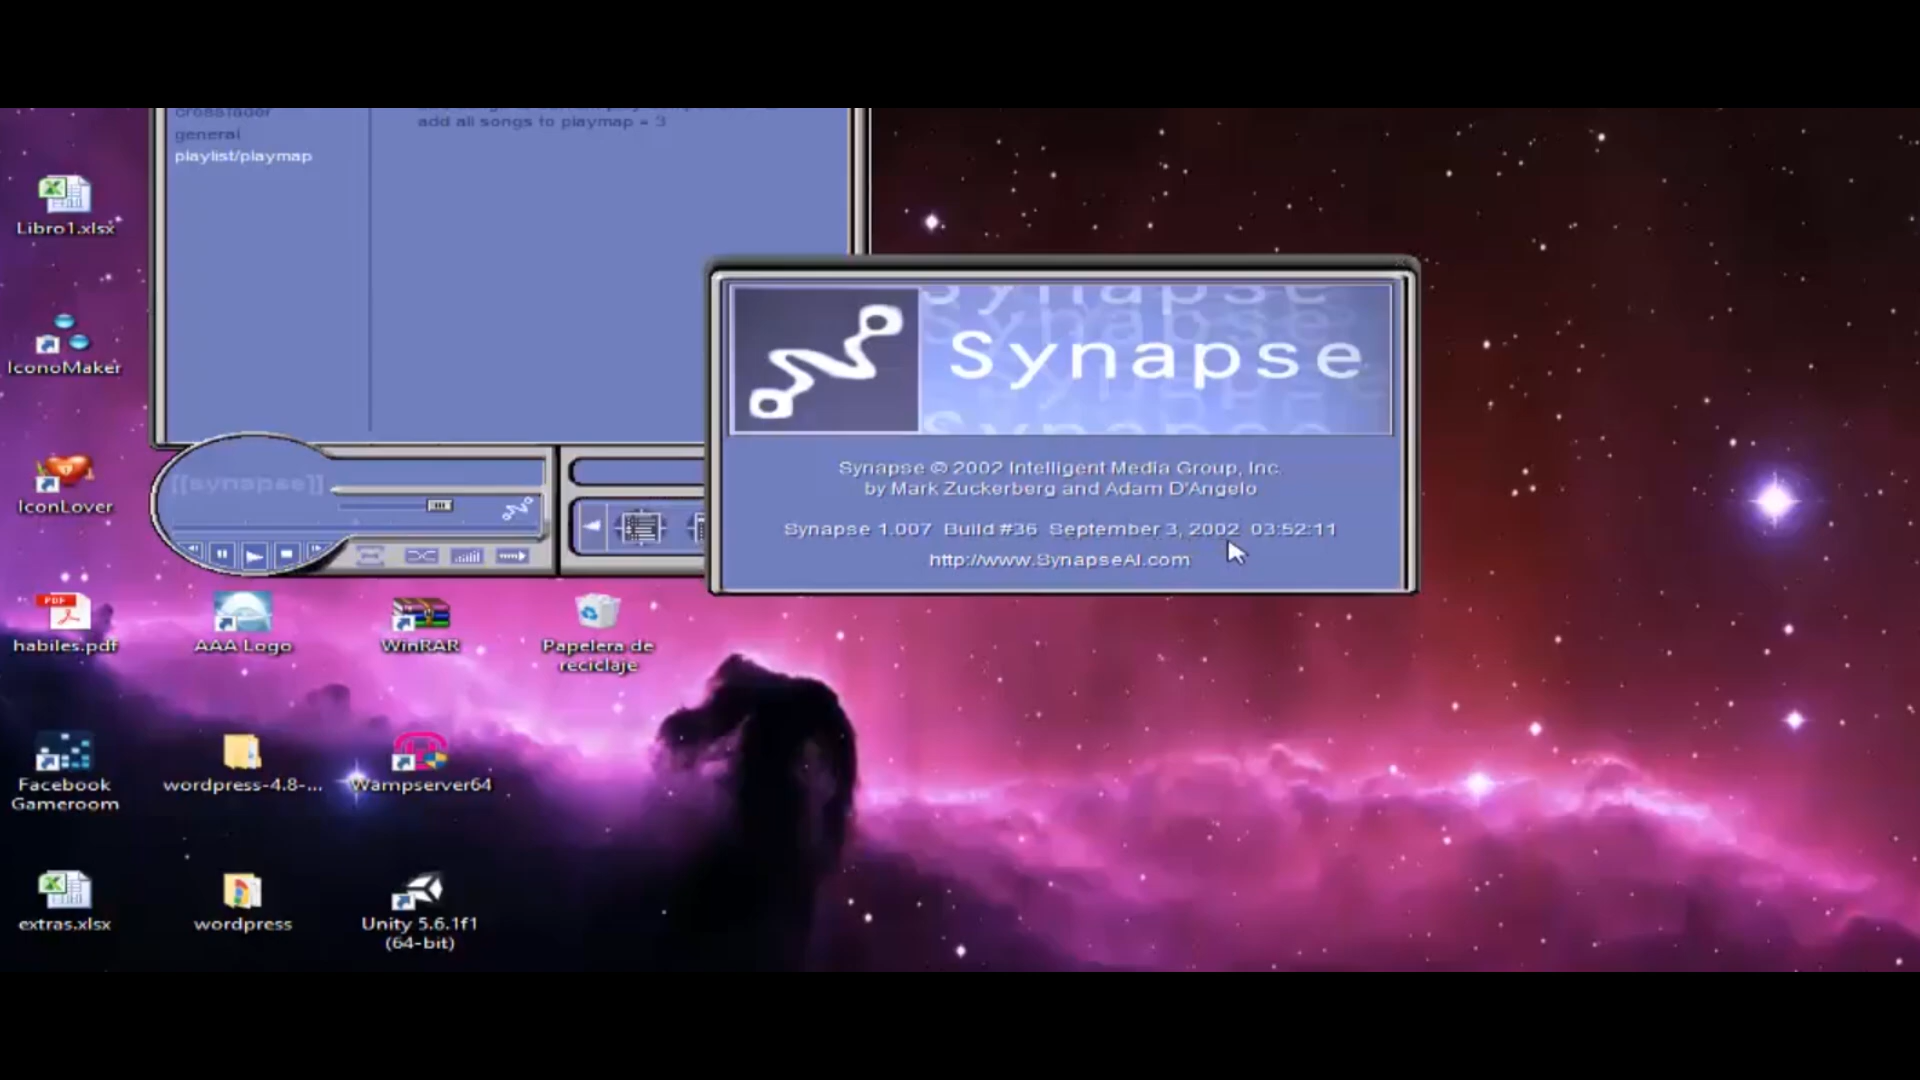 crossfader
general
playlist/playmap
add all songs to playmap = 3
Synapse
Synapse © 2002 Intelligent Media Group, Inc.
by Mark Zuckerberg and Adam D'Angelo
Synapse 1.007 Build #36 September 3, 2002 03:52:11
http://www.SynapseAI.com
[[synapse]]
Libro1.xlsx
IconoMaker
IconLover
habiles.pdf
AAA Logo
WinRAR
Papelera de
reciclaje
Facebook
Gameroom
wordpress-4.8-...
Wampserver64
extras.xlsx
wordpress
Unity 5.6.1f1
(64-bit)